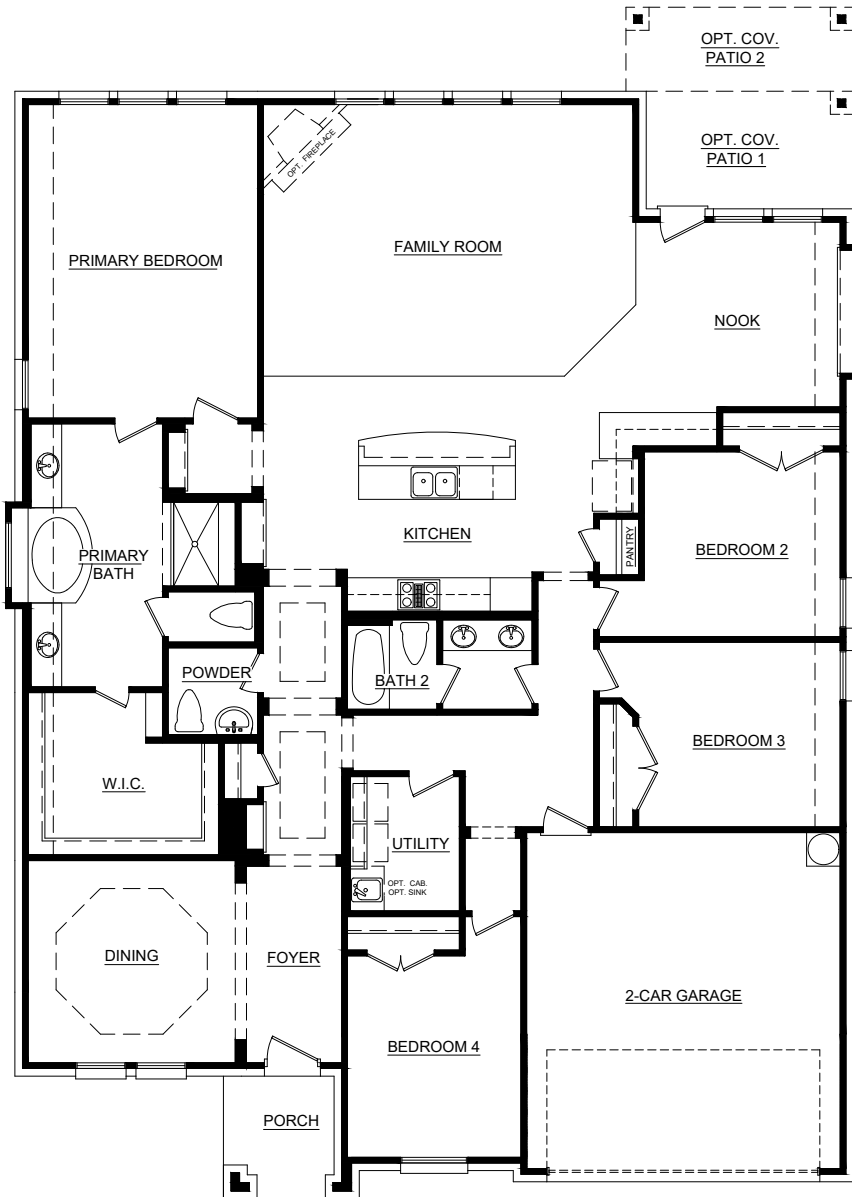 OPT. COV.
PATIO 2
OPT. COV.
PATIO 1
OPT. FIREPLACE
FAMILY ROOM
PRIMARY BEDROOM
NOOK
KITCHEN
PANTRY
BEDROOM 2
PRIMARY
BATH
POWDER
BATH 2
BEDROOM 3
W.I.C.
UTILITY
OPT. CAB.
OPT. SINK
DINING
FOYER
2-CAR GARAGE
BEDROOM 4
PORCH